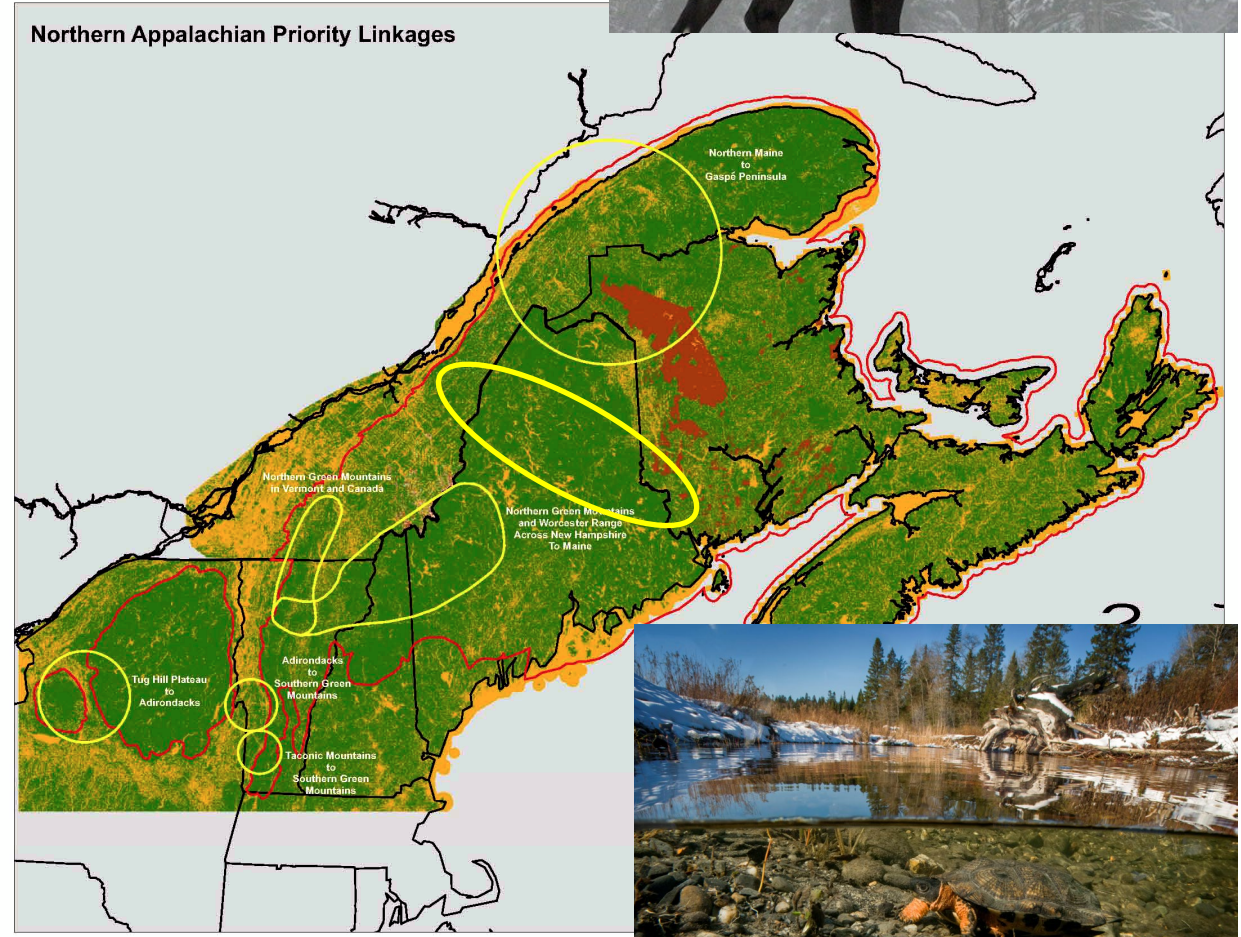 Northern Appalachian Priority Linkages
Northern Maine
to
Gaspé Peninsula
Northern Green Mountains
in Vermont and Canada
Northern Green Mountains
and Worcester Range
Across New Hampshire
To Maine
Adirondacks
to
Southern Green
Mountains
Tug Hill Plateau
to
Adirondacks
Taconic Mountains
to
Southern Green
Mountains